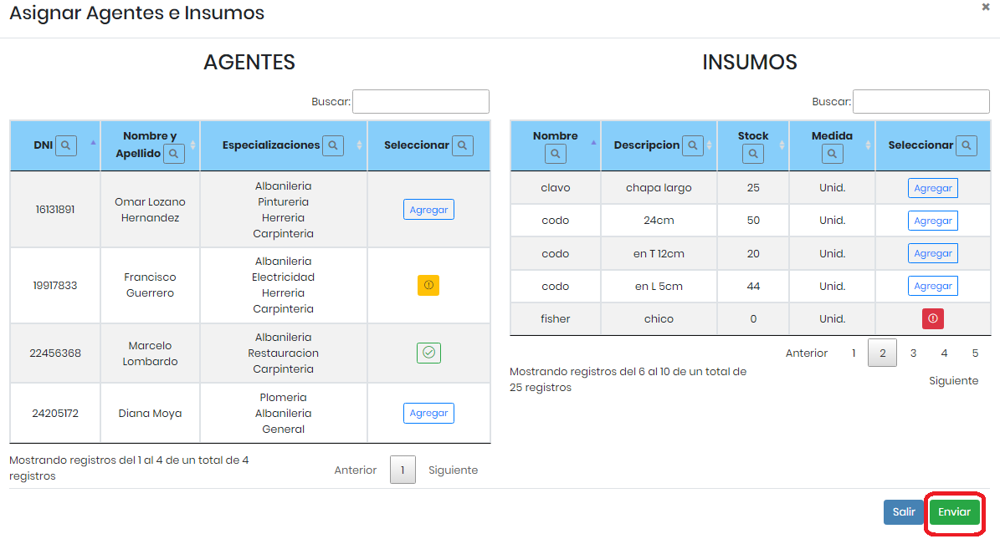 Asignar Agentes e Insumos
×
AGENTES
Buscar:
DNI
Nombre y
Apellido
Especializaciones
Seleccionar
16131891
Omar Lozano
Hernandez
Albanileria
Pintureria
Herreria
Carpinteria
Agregar
19917833
Francisco
Guerrero
Albanileria
Electricidad
Herreria
Carpinteria
22456368
Marcelo
Lombardo
Albanileria
Restauracion
Carpinteria
24205172
Diana Moya
Plomeria
Albanileria
General
Agregar
Mostrando registros del 1 al 4 de un total de 4
registros
Anterior 1 Siguiente
INSUMOS
Buscar:
Nombre
Descripcion
Stock
Medida
Seleccionar
clavo chapa largo 25 Unid. Agregar
codo 24cm 50 Unid. Agregar
codo en T 12cm 20 Unid. Agregar
codo en L 5cm 44 Unid. Agregar
fisher chico 0 Unid.
Anterior 1 2 3 4 5
Siguiente
Mostrando registros del 6 al 10 de un total de
25 registros
Salir Enviar